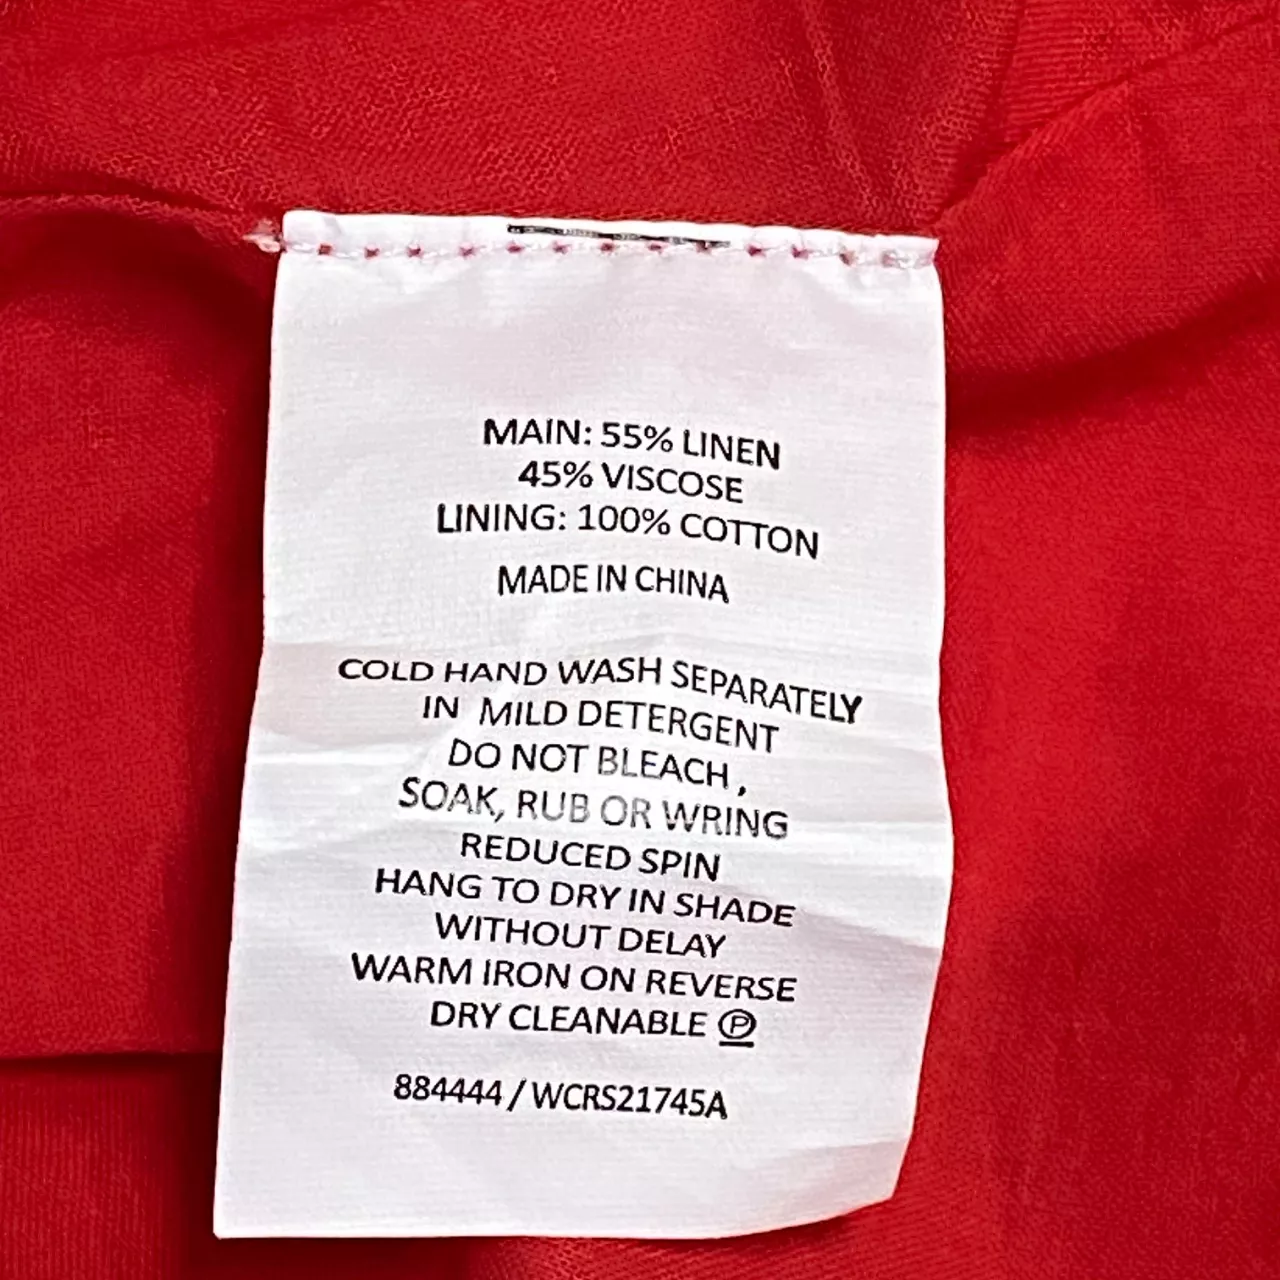 MAIN: 55% LINEN
45% VISCOSE
LINING: 100% COTTON
MADE IN CHINA
COLD HAND WASH SEPARATELY
IN MILD DETERGENT
DO NOT BLEACH ,
SOAK, RUB OR WRING
REDUCED SPIN
HANG TO DRY IN SHADE
WITHOUT DELAY
WARM IRON ON REVERSE
DRY CLEANABLE Ⓟ
884444 / WCRS21745A